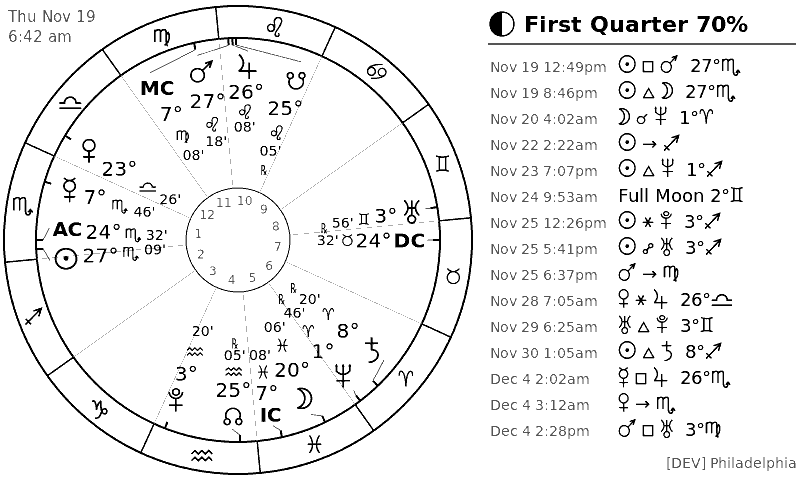 Thu Nov 19
6:42 am
First Quarter 70%
Nov 19 12:49pm ☉ □ ♂ 27°♏
Nov 19 8:46pm ☉ △ ☽ 27°♏
Nov 20 4:02am ☽ ☌ ♆ 1°♈
Nov 22 2:22am ☉ → ♐
Nov 23 7:07pm ☉ △ ♆ 1°♐
Nov 24 9:53am Full Moon 2°♊
Nov 25 12:26pm ☉ ⚹ ♇ 3°♐
Nov 25 5:41pm ☉ ☍ ♅ 3°♐
Nov 25 6:37pm ♂ → ♍
Nov 28 7:05am ♀ ⚹ ♃ 26°♎
Nov 29 6:25am ♅ △ ♇ 3°♊
Nov 30 1:05am ☉ △ ♄ 8°♐
Dec 4 2:02am ☿ □ ♃ 26°♏
Dec 4 3:12am ♀ → ♏
Dec 4 2:28pm ♂ □ ♅ 3°♍
[DEV] Philadelphia
♍ ♌ ♋ ♊ ♉ ♈ ♓ ♒ ♑ ♐ ♏ ♎
MC 7° ♍ 08'
♂ 27° ♌ 18'
♃ 26° ♌ 08'
☋ 25° ♌ 05' ℞
♀ 23° ♎ 26'
☿ 7° ♏ 46'
AC 24° ♏ 32'
☉ 27° ♏ 09'
℞ 56' ♊ 3° ♅
32' ♉ 24° DC
♇ 3° ♒ 20'
☊ 25° ♒ 05' ℞
IC 7° ♓ 08'
☽ 20° ♓ 06'
♆ 1° ♈ 46' ℞
♄ 8° ♈ 20' ℞
1 2 3 4 5 6 7 8 9 10 11 12